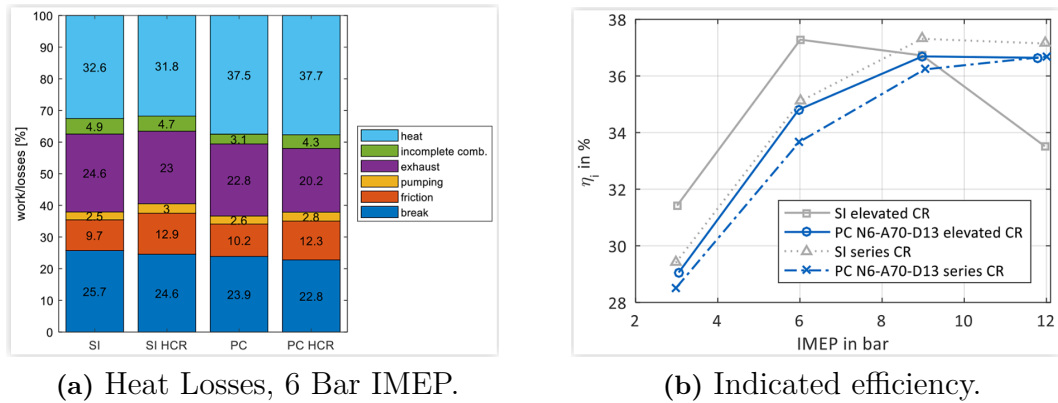 100
90
80
70
60
50
40
30
20
10
0
work/losses [%]
32.6
31.8
37.5
37.7
4.9
4.7
3.1
4.3
24.6
23
22.8
20.2
2.5
3
2.6
2.8
9.7
12.9
10.2
12.3
25.7
24.6
23.9
22.8
SI
SI HCR
PC
PC HCR
heat
incomplete comb.
exhaust
pumping
friction
break
(a) Heat Losses, 6 Bar IMEP.
38
36
34
32
30
28
ηi in %
SI elevated CR
PC N6-A70-D13 elevated CR
SI series CR
PC N6-A70-D13 series CR
2
4
6
8
10
12
IMEP in bar
(b) Indicated efficiency.